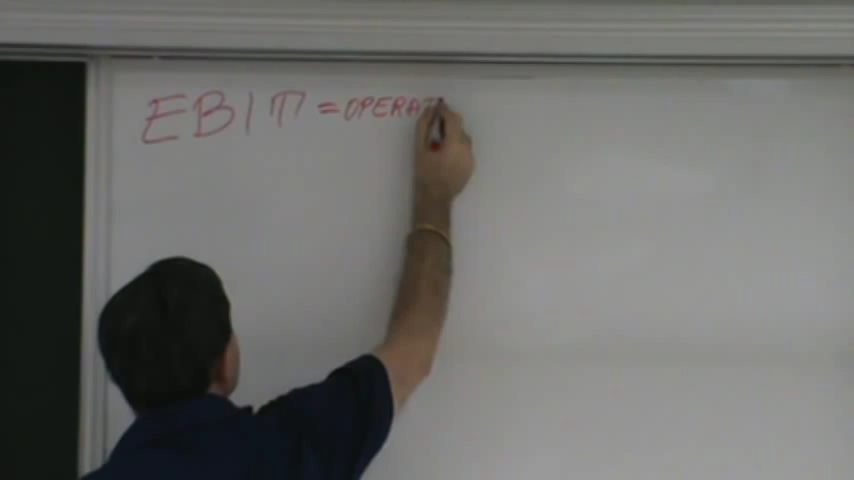 EBIT = OPERAT